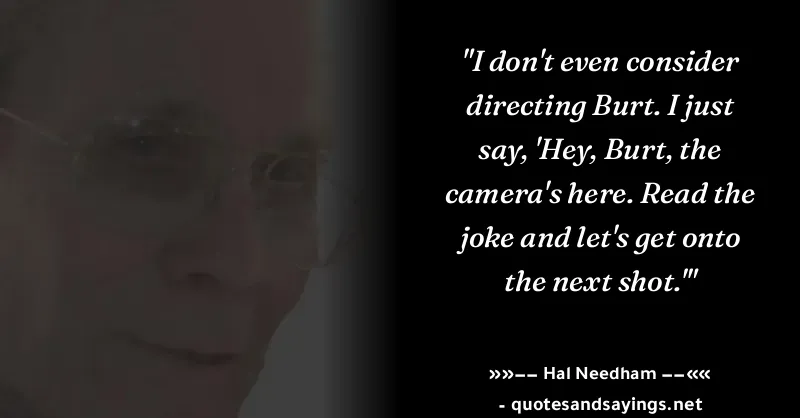 "I don't even consider
directing Burt. I just
say, 'Hey, Burt, the
camera's here. Read the
joke and let's get onto
the next shot.'"
»»–– Hal Needham ––««
- quotesandsayings.net